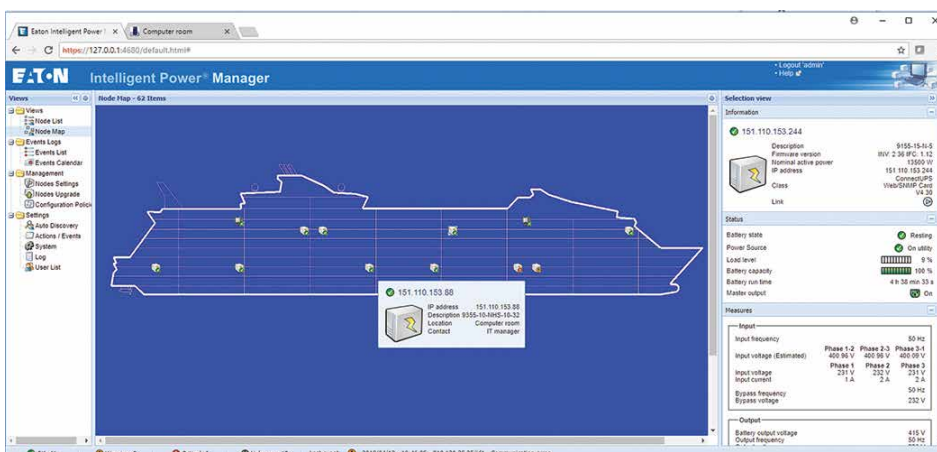 Eaton Intelligent Power
Computer room
https://127.0.0.1:4680/default.html#
EATON Intelligent Power® Manager
Logout 'admin'
Help
Views
Node Map - 62 Items
Selection view
Views
Node List
Node Map
Events Logs
Events List
Events Calendar
Management
Nodes Settings
Nodes Upgrade
Configuration Polici
Settings
Auto Discovery
Actions / Events
System
Log
User List
151.110.153.88
IP address 151.110.153.88
Description 9355-10-NHS-10-32
Location Computer room
Contact IT manager
Information
151.110.153.244
Description 9155-15-N-5
Firmware version INV: 2.36 IFC: 1.12
Nominal active power 13500 W
IP address 151.110.153.244
Class ConnectUPS Web/SNMP Card V4.30
Link
Status
Battery state Resting
Power Source On utility
Load level 9 %
Battery capacity 100 %
Battery run time 4 h 38 min 33 s
Master output On
Measures
Input
Input frequency 50 Hz
Phase 1-2 Phase 2-3 Phase 3-1
Input voltage (Estimated) 400.96 V 400.96 V 400.09 V
Phase 1 Phase 2 Phase 3
Input voltage 231 V 232 V 231 V
Input current 1 A 2 A 2 A
Bypass frequency 50 Hz
Bypass voltage 232 V
Output
Battery output voltage 415 V
Output frequency 50 Hz